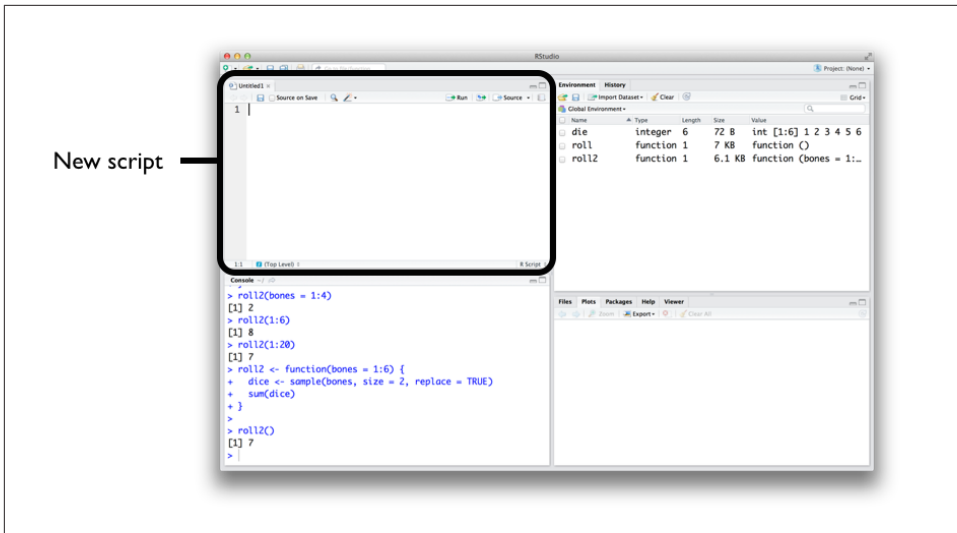 New script
RStudio
Go to file/function
Project: (None)
Untitled1 ×
Source on Save
Run
Source
1
1:1
(Top Level)
R Script
Console ~/
> roll2(bones = 1:4)
[1] 2
> roll2(1:6)
[1] 8
> roll2(1:20)
[1] 7
> roll2 <- function(bones = 1:6) {
+   dice <- sample(bones, size = 2, replace = TRUE)
+   sum(dice)
+ }
>
> roll2()
[1] 7
>
Environment History
Import Dataset Clear Grid
Global Environment
Name Type Length Size Value
die integer 6 72 B int [1:6] 1 2 3 4 5 6
roll function 1 7 KB function ()
roll2 function 1 6.1 KB function (bones = 1:…
Files Plots Packages Help Viewer
Zoom Export Clear All